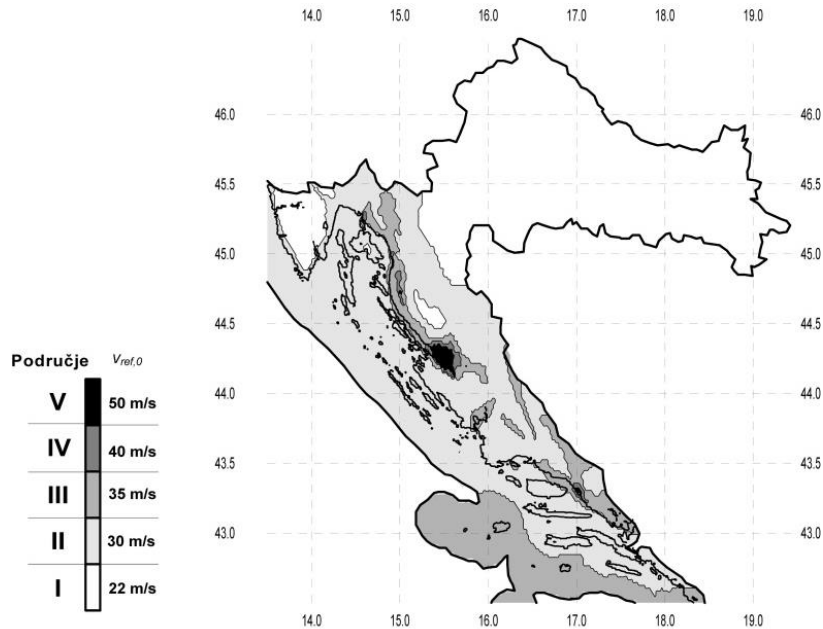 14.0 15.0 16.0 17.0 18.0 19.0
46.0 46.0
45.5 45.5
45.0 45.0
44.5 44.5
Područje Vref,0
44.0 44.0
V 50 m/s
IV 40 m/s
43.5 43.5
III 35 m/s
43.0 43.0
II 30 m/s
I 22 m/s
14.0 15.0 16.0 17.0 18.0 19.0